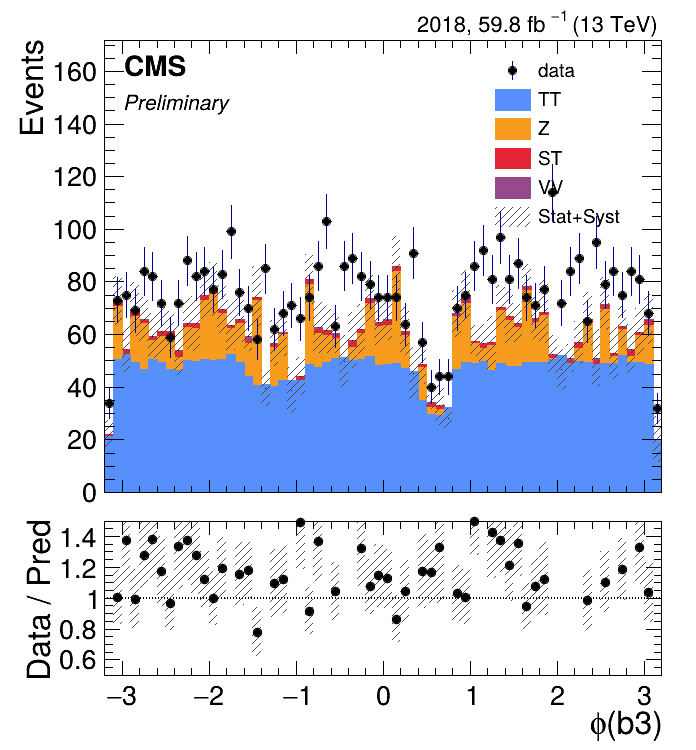 2018, 59.8 fb⁻¹ (13 TeV)
Events
160
140
120
100
80
60
40
20
0
CMS
Preliminary
data
TT
Z
ST
VV
Stat+Syst
Data / Pred
1.4
1.2
1
0.8
0.6
−3 −2 −1 0 1 2 3
ϕ(b3)